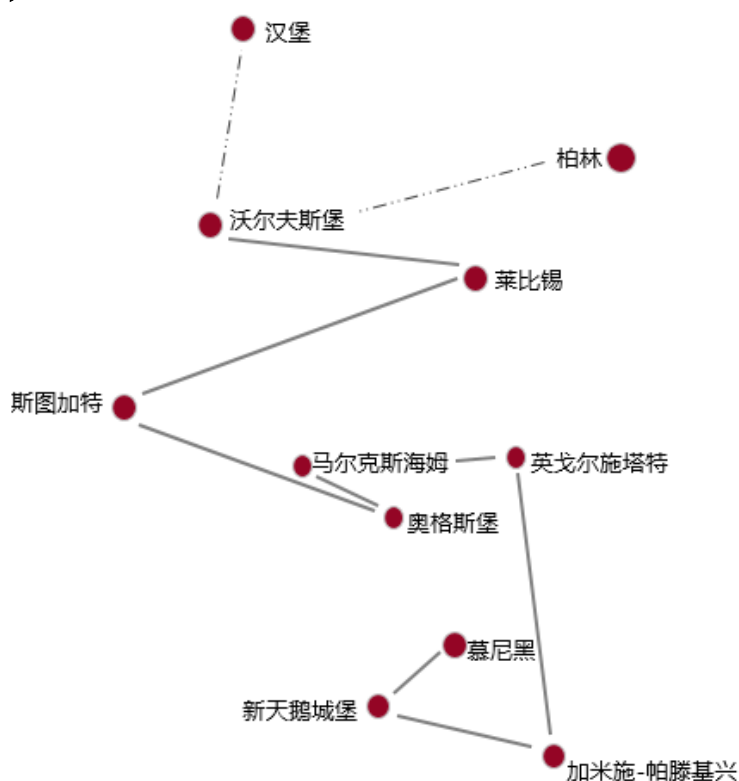 汉堡
柏林
沃尔夫斯堡
莱比锡
斯图加特
马尔克斯海姆
英戈尔施塔特
奥格斯堡
慕尼黑
新天鹅城堡
加米施-帕滕基兴